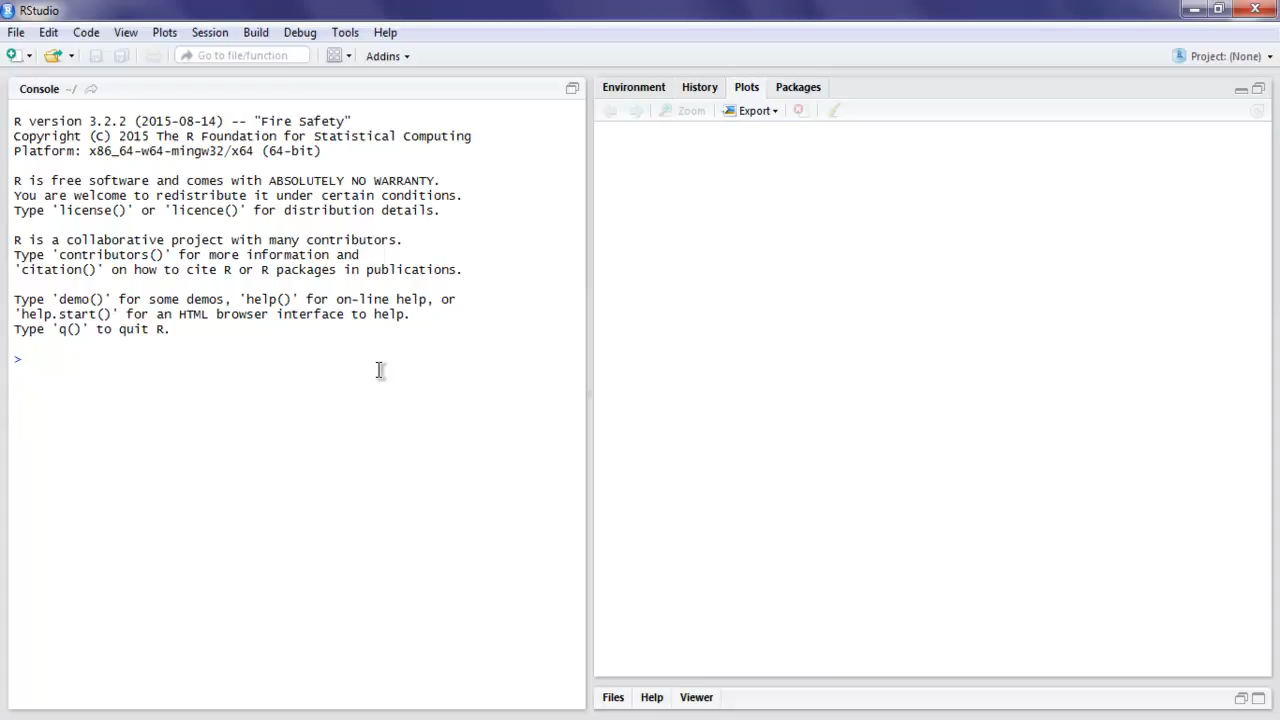 RStudio
File Edit Code View Plots Session Build Debug Tools Help
Go to file/function Addins Project: (None)
Console ~/
R version 3.2.2 (2015-08-14) -- "Fire Safety"
Copyright (C) 2015 The R Foundation for Statistical Computing
Platform: x86_64-w64-mingw32/x64 (64-bit)
R is free software and comes with ABSOLUTELY NO WARRANTY.
You are welcome to redistribute it under certain conditions.
Type 'license()' or 'licence()' for distribution details.
R is a collaborative project with many contributors.
Type 'contributors()' for more information and
'citation()' on how to cite R or R packages in publications.
Type 'demo()' for some demos, 'help()' for on-line help, or
'help.start()' for an HTML browser interface to help.
Type 'q()' to quit R.
>
Environment History Plots Packages
Zoom Export
Files Help Viewer